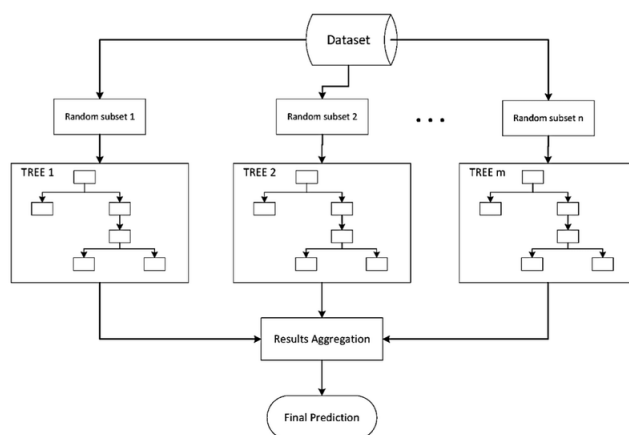 Dataset
Random subset 1
Random subset 2
...
Random subset n
TREE 1
TREE 2
TREE m
Results Aggregation
Final Prediction